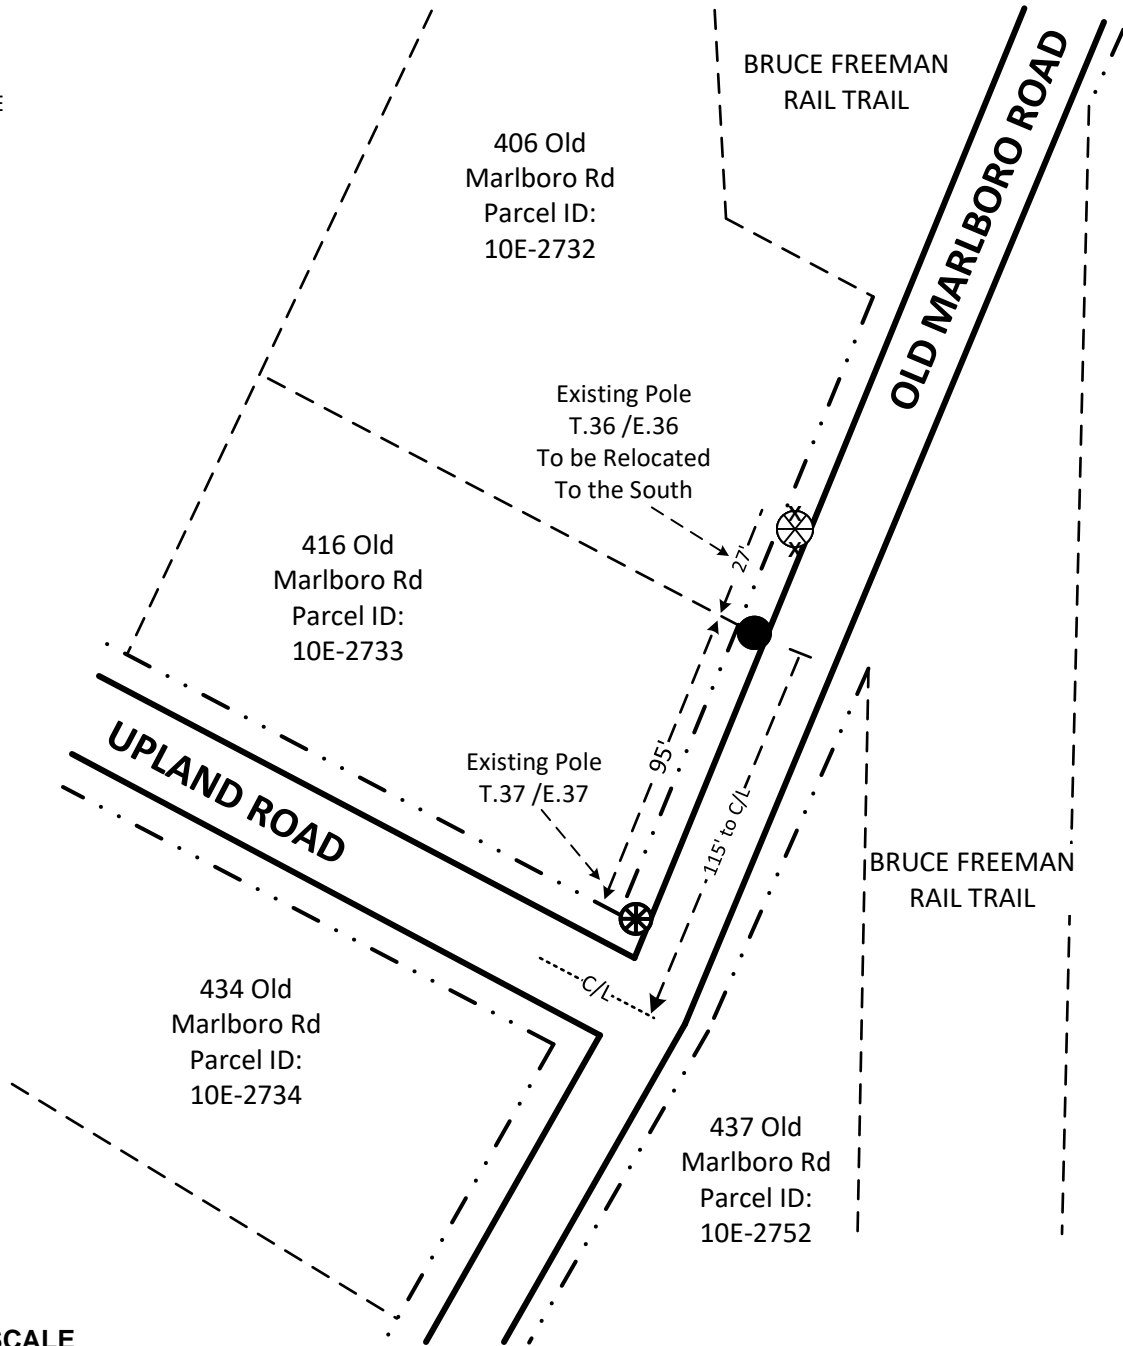 BRUCE FREEMAN
RAIL TRAIL
E
406 Old
Marlboro Rd
Parcel ID:
10E-2732
OLD MARLBORO ROAD
Existing Pole
T.36 /E.36
To be Relocated
To the South
27'
416 Old
Marlboro Rd
Parcel ID:
10E-2733
95'
UPLAND ROAD
Existing Pole
T.37 /E.37
115' to C/L
BRUCE FREEMAN
RAIL TRAIL
C/L
434 Old
Marlboro Rd
Parcel ID:
10E-2734
437 Old
Marlboro Rd
Parcel ID:
10E-2752
SCALE